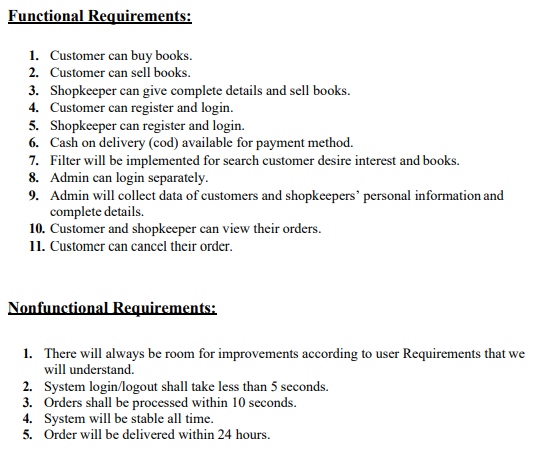 Functional Requirements:
1. Customer can buy books.
2. Customer can sell books.
3. Shopkeeper can give complete details and sell books.
4. Customer can register and login.
5. Shopkeeper can register and login.
6. Cash on delivery (cod) available for payment method.
7. Filter will be implemented for search customer desire interest and books.
8. Admin can login separately.
9. Admin will collect data of customers and shopkeepers’ personal information and
complete details.
10. Customer and shopkeeper can view their orders.
11. Customer can cancel their order.
Nonfunctional Requirements:
1. There will always be room for improvements according to user Requirements that we
will understand.
2. System login/logout shall take less than 5 seconds.
3. Orders shall be processed within 10 seconds.
4. System will be stable all time.
5. Order will be delivered within 24 hours.